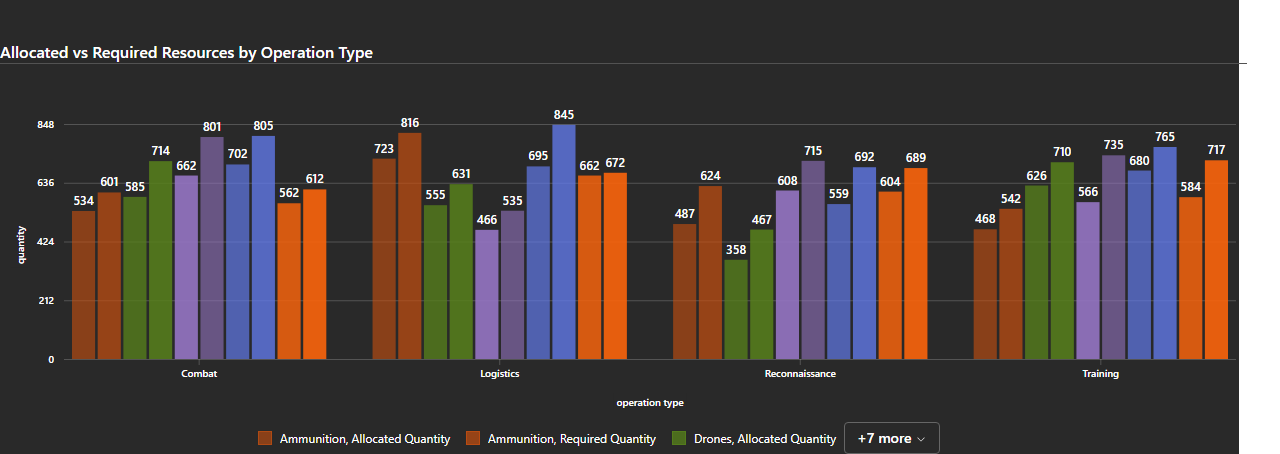 Allocated vs Required Resources by Operation Type
848
636
424
212
0
quantity
534 601 585 714 662 801 702 805 562 612
723 816 555 631 466 535 695 845 662 672
487 624 358 467 608 715 559 692 604 689
468 542 626 710 566 735 680 765 584 717
Combat Logistics Reconnaissance Training
operation type
Ammunition, Allocated Quantity Ammunition, Required Quantity Drones, Allocated Quantity +7 more